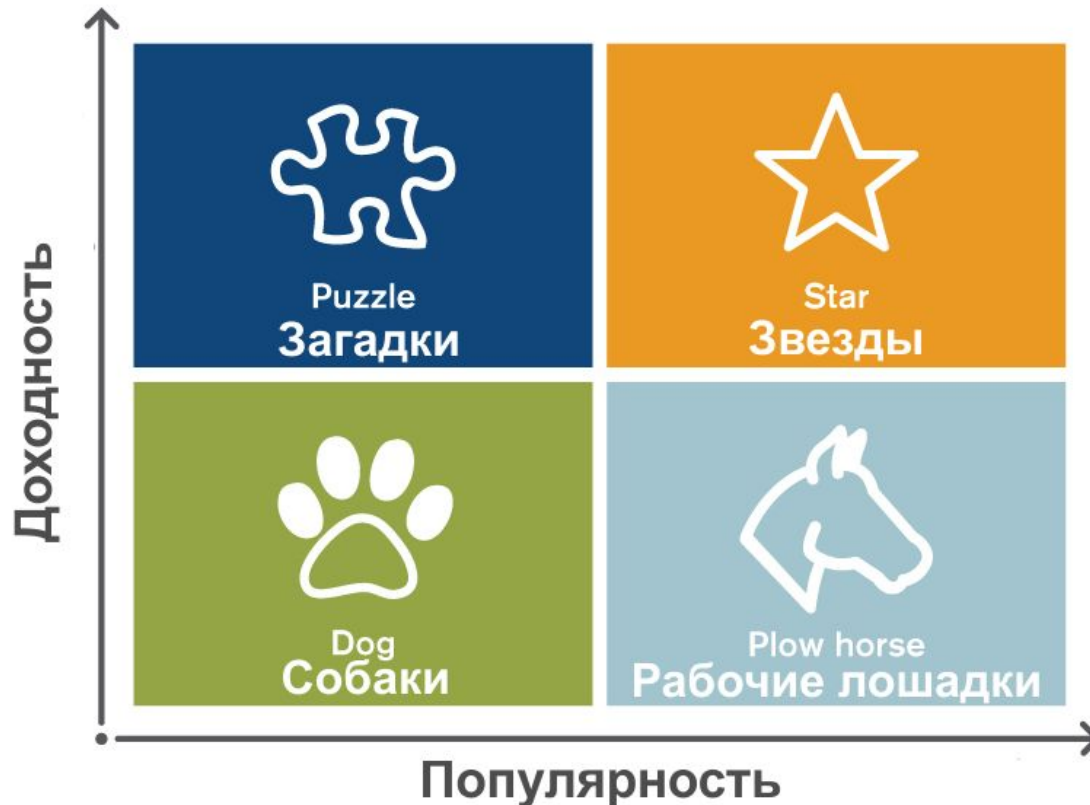 Доходность
Puzzle
Загадки
Star
Звезды
Dog
Собаки
Plow horse
Рабочие лошадки
Популярность